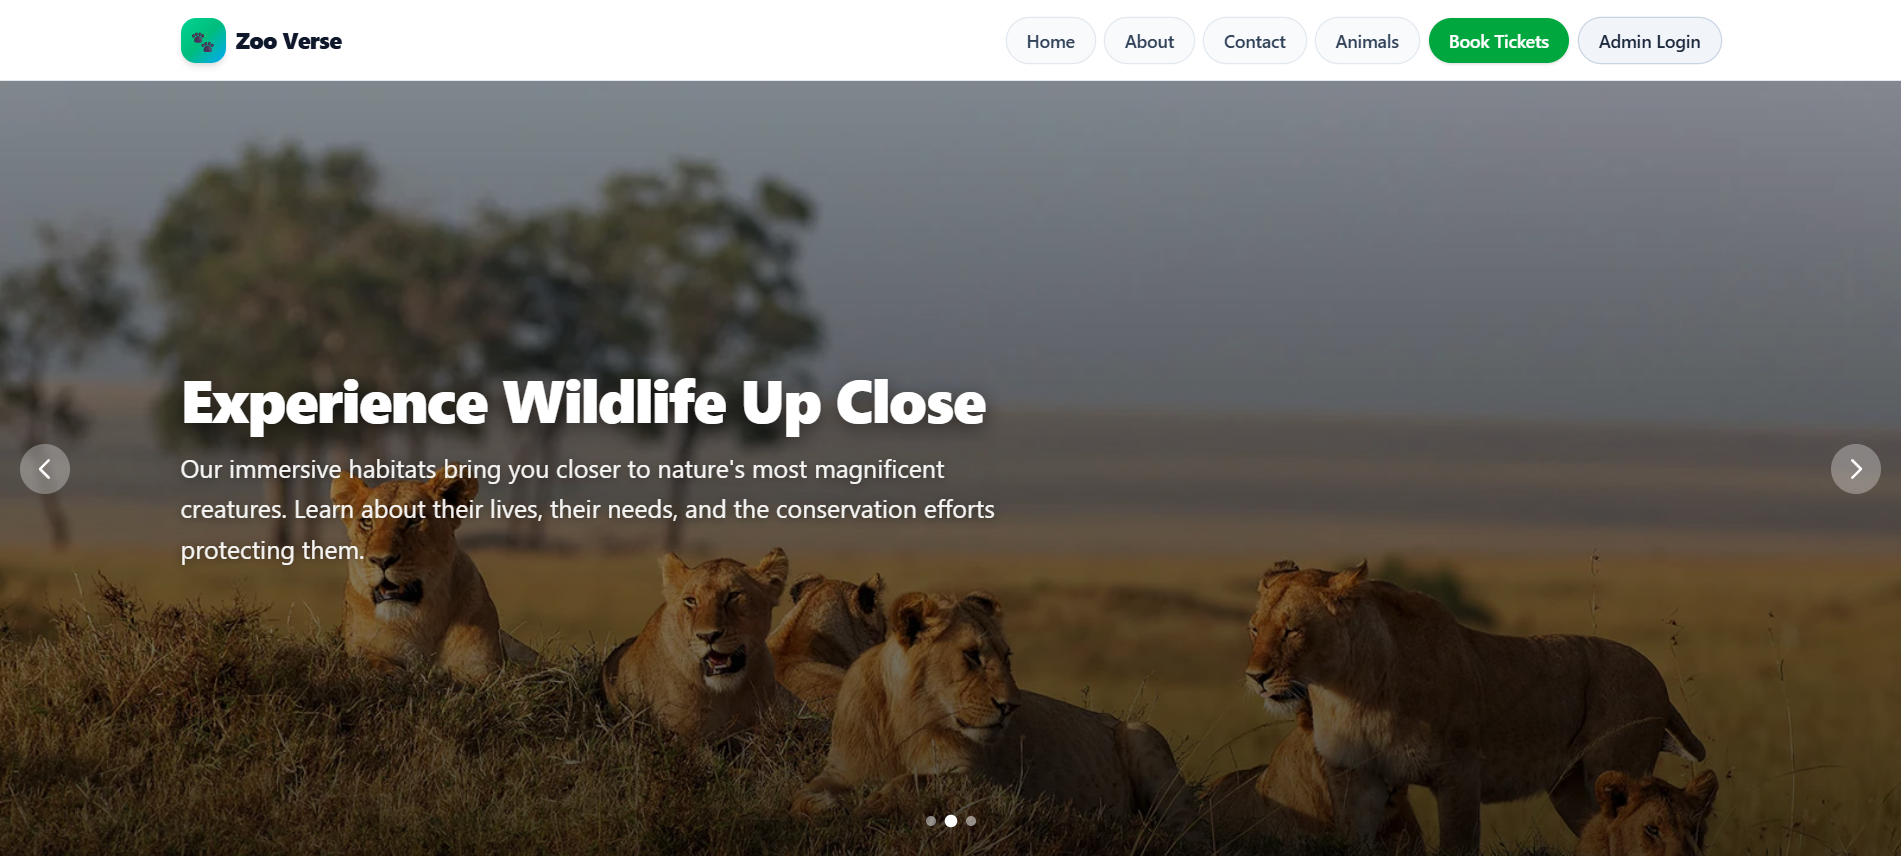 Zoo Verse
Home
About
Contact
Animals
Book Tickets
Admin Login
Experience Wildlife Up Close
Our immersive habitats bring you closer to nature's most magnificent
creatures. Learn about their lives, their needs, and the conservation efforts
protecting them.